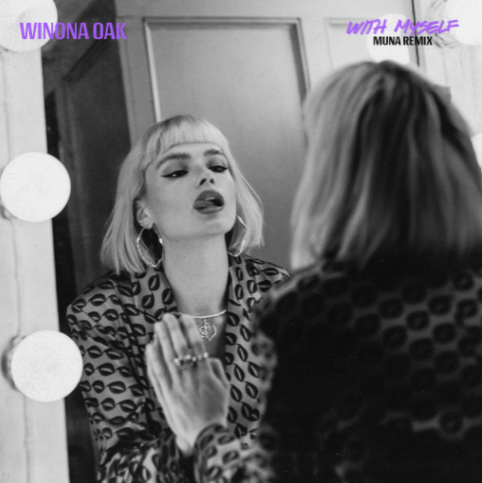 WINONA OAK
WITH MYSELF
MUNA REMIX